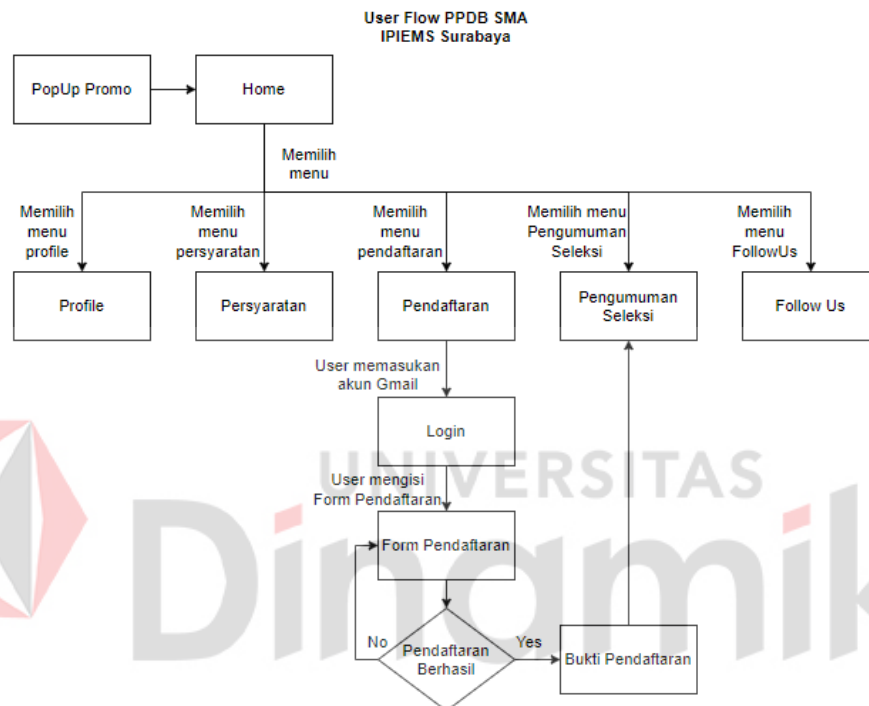 User Flow PPDB SMA
IPIEMS Surabaya
PopUp Promo
Home
Memilih
menu
Memilih
menu
profile
Memilih
menu
persyaratan
Memilih
menu
pendaftaran
Memilih menu
Pengumuman
Seleksi
Memilih
menu
FollowUs
Profile
Persyaratan
Pendaftaran
Pengumuman
Seleksi
Follow Us
User memasukan
akun Gmail
Login
UNIVERSITAS
Dinamik
User mengisi
Form Pendaftaran
Form Pendaftaran
No
Pendaftaran
Berhasil
Yes
Bukti Pendaftaran